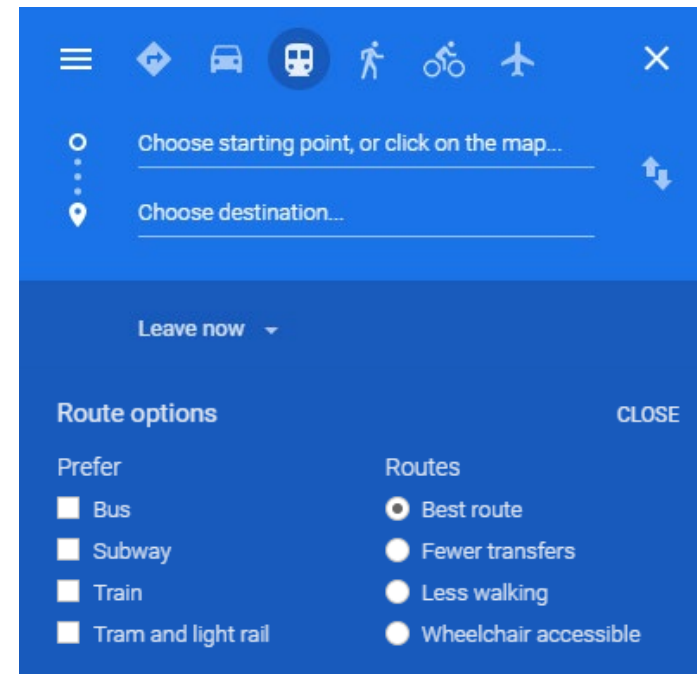 Choose starting point, or click on the map...
Choose destination...
Leave now
Route options CLOSE
Prefer Routes
Bus Best route
Subway Fewer transfers
Train Less walking
Tram and light rail Wheelchair accessible